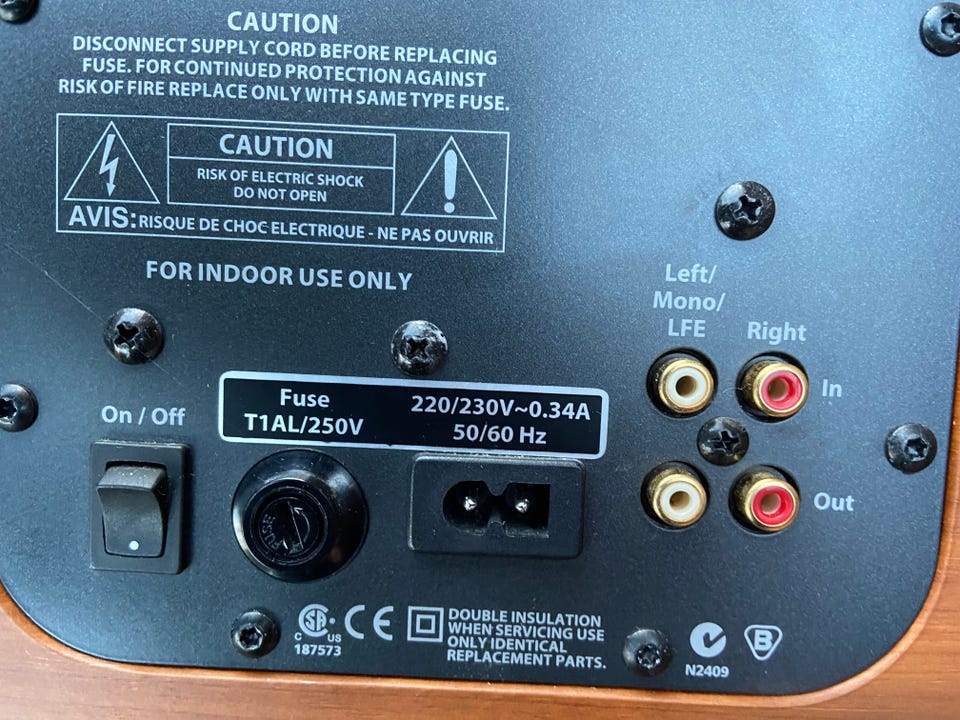 CAUTION
DISCONNECT SUPPLY CORD BEFORE REPLACING
FUSE. FOR CONTINUED PROTECTION AGAINST
RISK OF FIRE REPLACE ONLY WITH SAME TYPE FUSE.
CAUTION
RISK OF ELECTRIC SHOCK
DO NOT OPEN
AVIS: RISQUE DE CHOC ELECTRIQUE - NE PAS OUVRIR
FOR INDOOR USE ONLY
Left/
Mono/
LFE
Right
In
Out
On / Off
Fuse
T1AL/250V
220/230V~0.34A
50/60 Hz
FUSE
C SA US
187573
CE
DOUBLE INSULATION
WHEN SERVICING USE
ONLY IDENTICAL
REPLACEMENT PARTS.
N2409
B